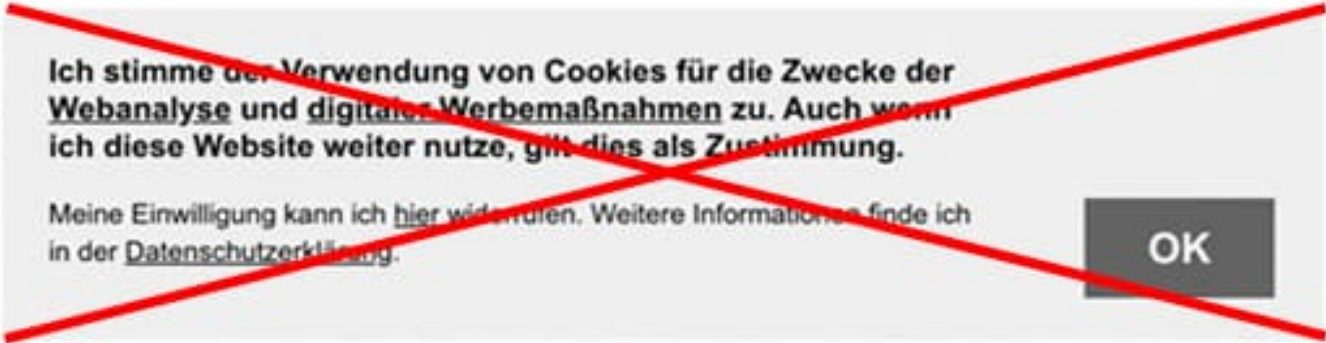 Ich stimme der Verwendung von Cookies für die Zwecke der
Webanalyse und digitaler Werbemaßnahmen zu. Auch wenn
ich diese Website weiter nutze, gilt dies als Zustimmung.
Meine Einwilligung kann ich hier widerrufen. Weitere Informationen finde ich
in der Datenschutzerklärung.
OK